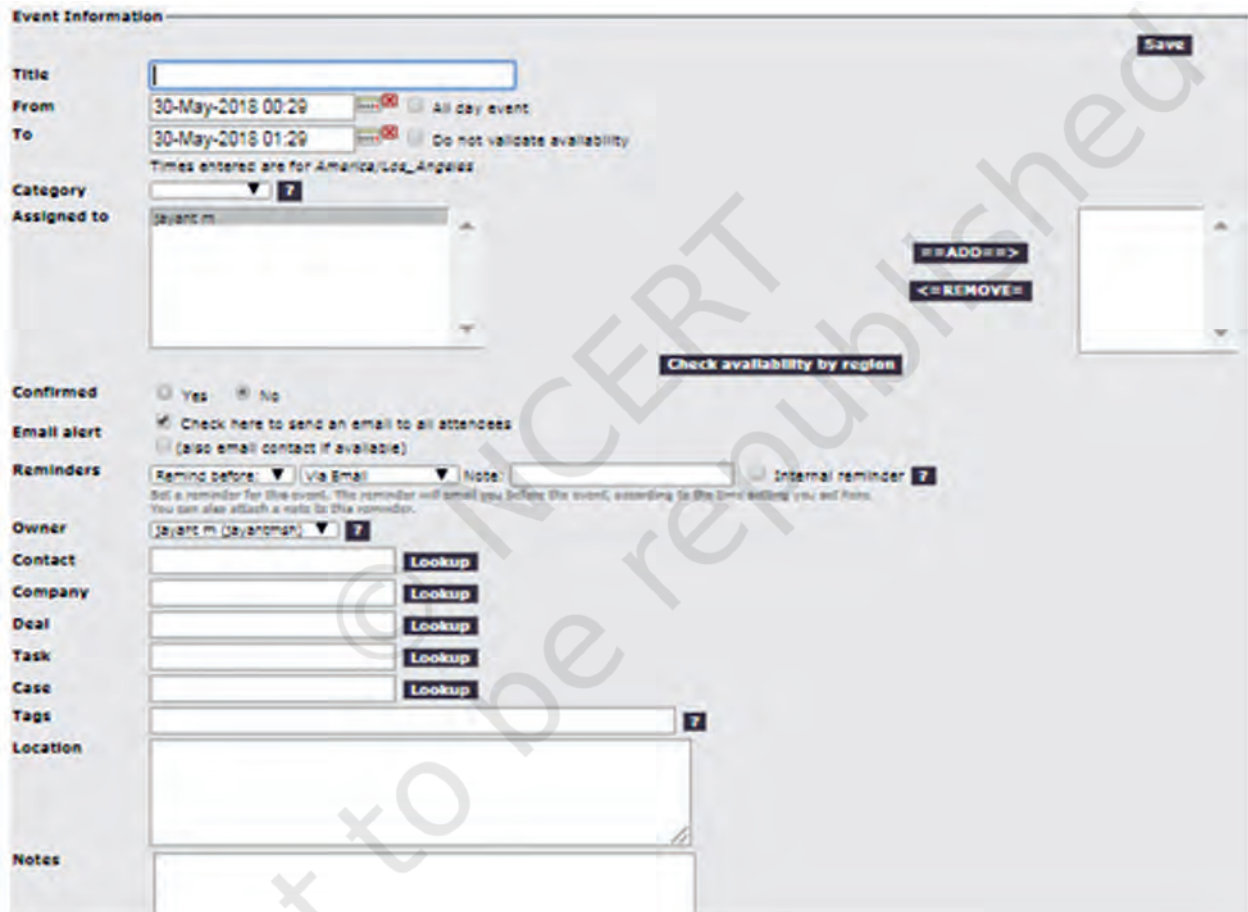 Event Information
Save
Title
From 30-May-2018 00:29 All day event
To 30-May-2018 01:29 Do not validate availability
Times entered are for America/Los_Angeles
Category ?
Assigned to jayant m
==ADD==>
<=REMOVE=
Check availability by region
Confirmed Yes No
Email alert Check here to send an email to all attendees
(also email contact if available)
Reminders Remind before: Via Email Note: Internal reminder ?
Set a reminder for this event. The reminder will email you before the event, according to the time setting you set here.
You can also attach a note to this reminder.
Owner jayant m (jayantmsn) ?
Contact Lookup
Company Lookup
Deal Lookup
Task Lookup
Case Lookup
Tags ?
Location
Notes
© NCERT
not to be republished